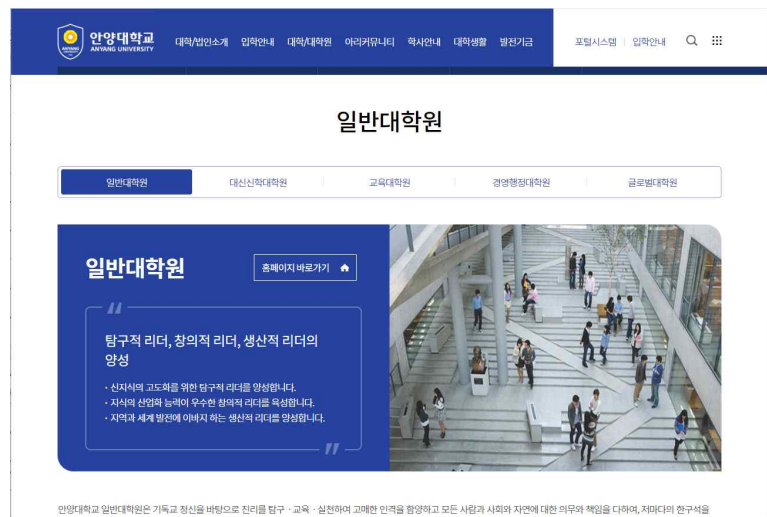 안양대학교
ANYANG UNIVERSITY
대학/법인소개 입학안내 대학/대학원 아리커뮤니티 학사안내 대학생활 발전기금 포털시스템 입학안내
일반대학원
일반대학원 대신신학대학원 교육대학원 경영행정대학원 글로벌대학원
일반대학원
홈페이지 바로가기
탐구적 리더, 창의적 리더, 생산적 리더의
양성
· 신지식의 고도화를 위한 탐구적 리더를 양성합니다.
· 지식의 산업화 능력이 우수한 창의적 리더를 육성합니다.
· 지역과 세계 발전에 이바지 하는 생산적 리더를 양성합니다.
안양대학교 일반대학원은 기독교 정신을 바탕으로 진리를 탐구 · 교육 · 실천하여 고매한 인격을 함양하고 모든 사람과 사회와 자연에 대한 의무와 책임을 다하여, 저마다의 한구석을